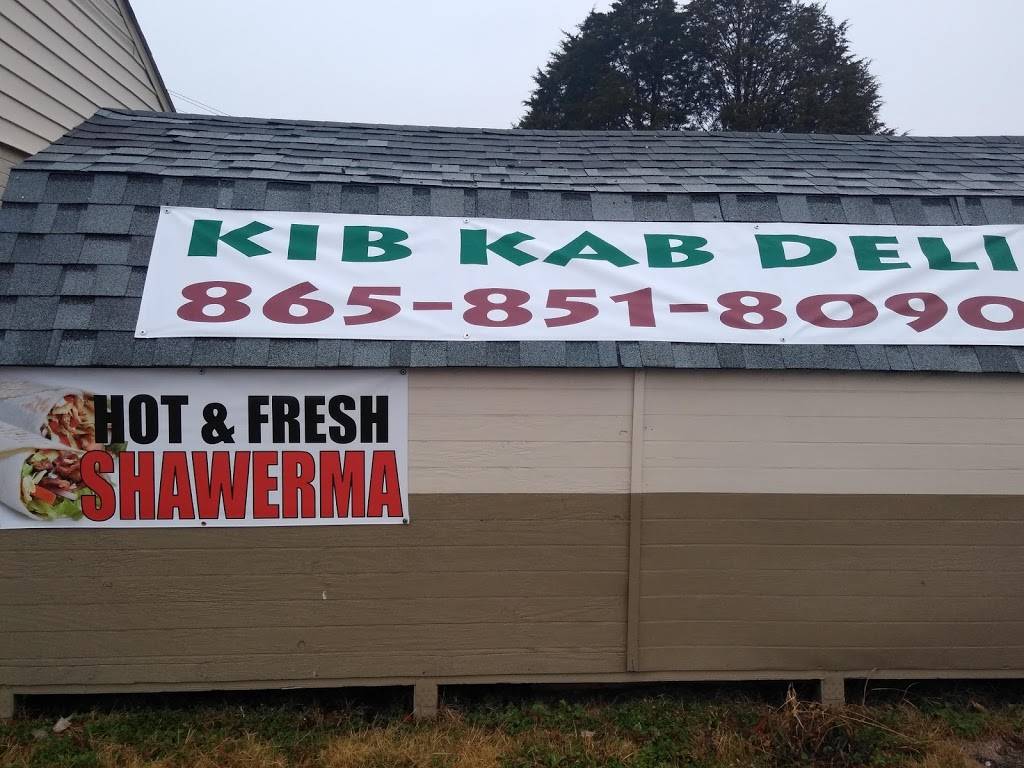 KIB KAB DELI
865-851-8090
HOT & FRESH
SHAWERMA